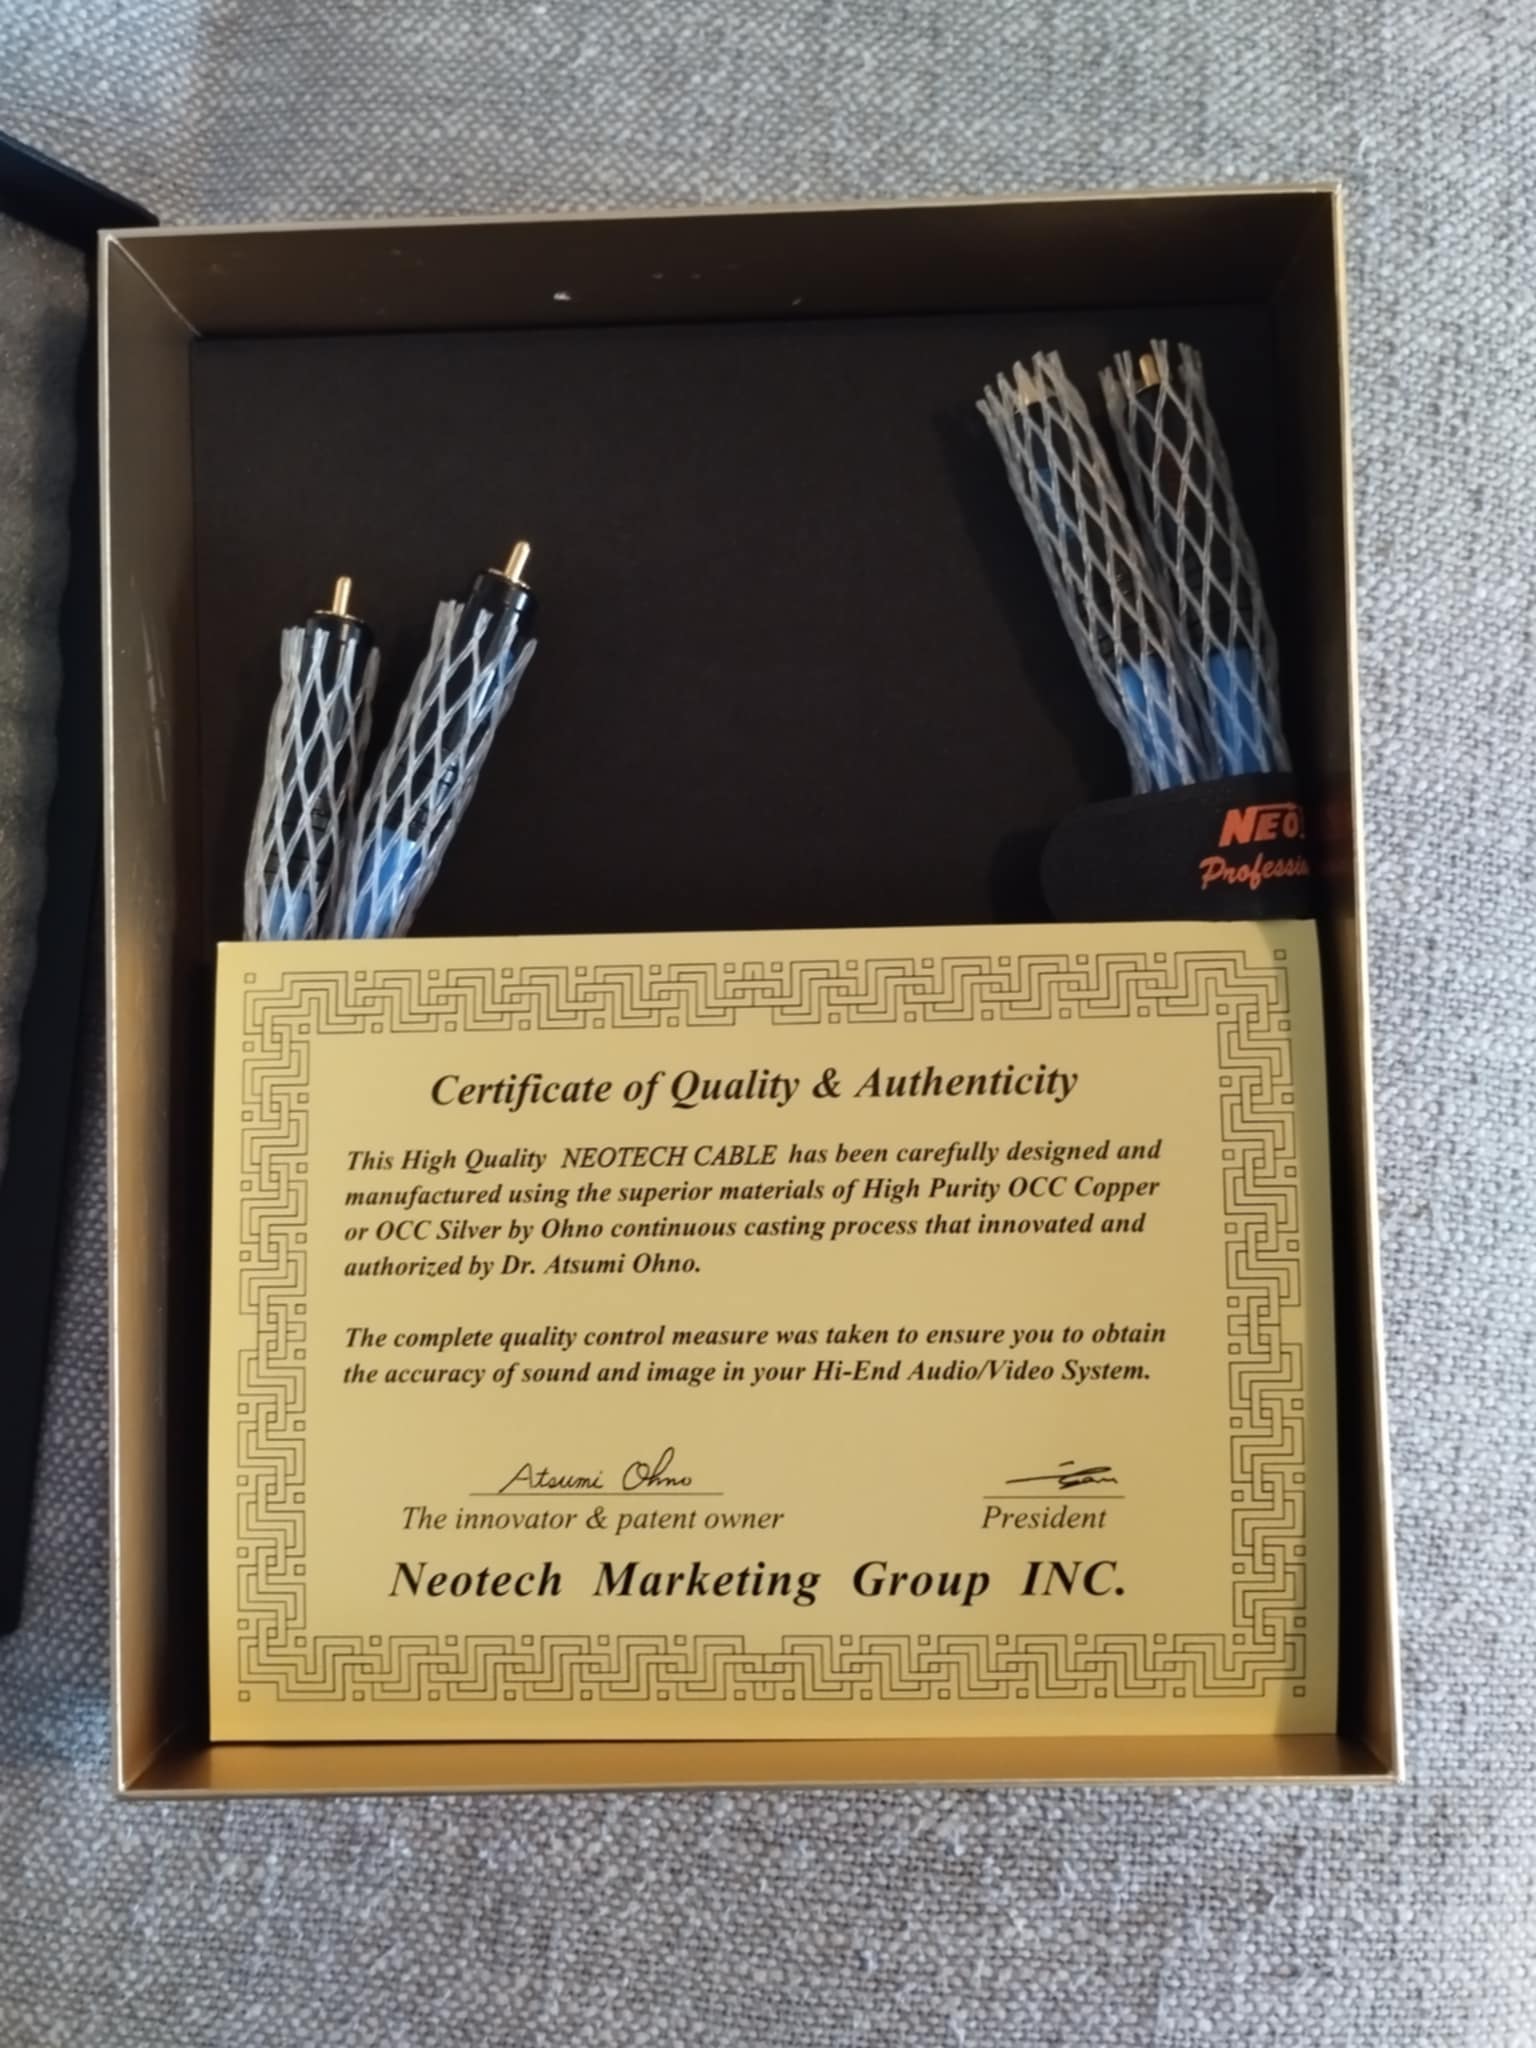 NEO
Professi
Certificate of Quality & Authenticity
This High Quality NEOTECH CABLE has been carefully designed and
manufactured using the superior materials of High Purity OCC Copper
or OCC Silver by Ohno continuous casting process that innovated and
authorized by Dr. Atsumi Ohno.
The complete quality control measure was taken to ensure you to obtain
the accuracy of sound and image in your Hi-End Audio/Video System.
Atsumi Ohno
The innovator & patent owner
President
Neotech Marketing Group INC.